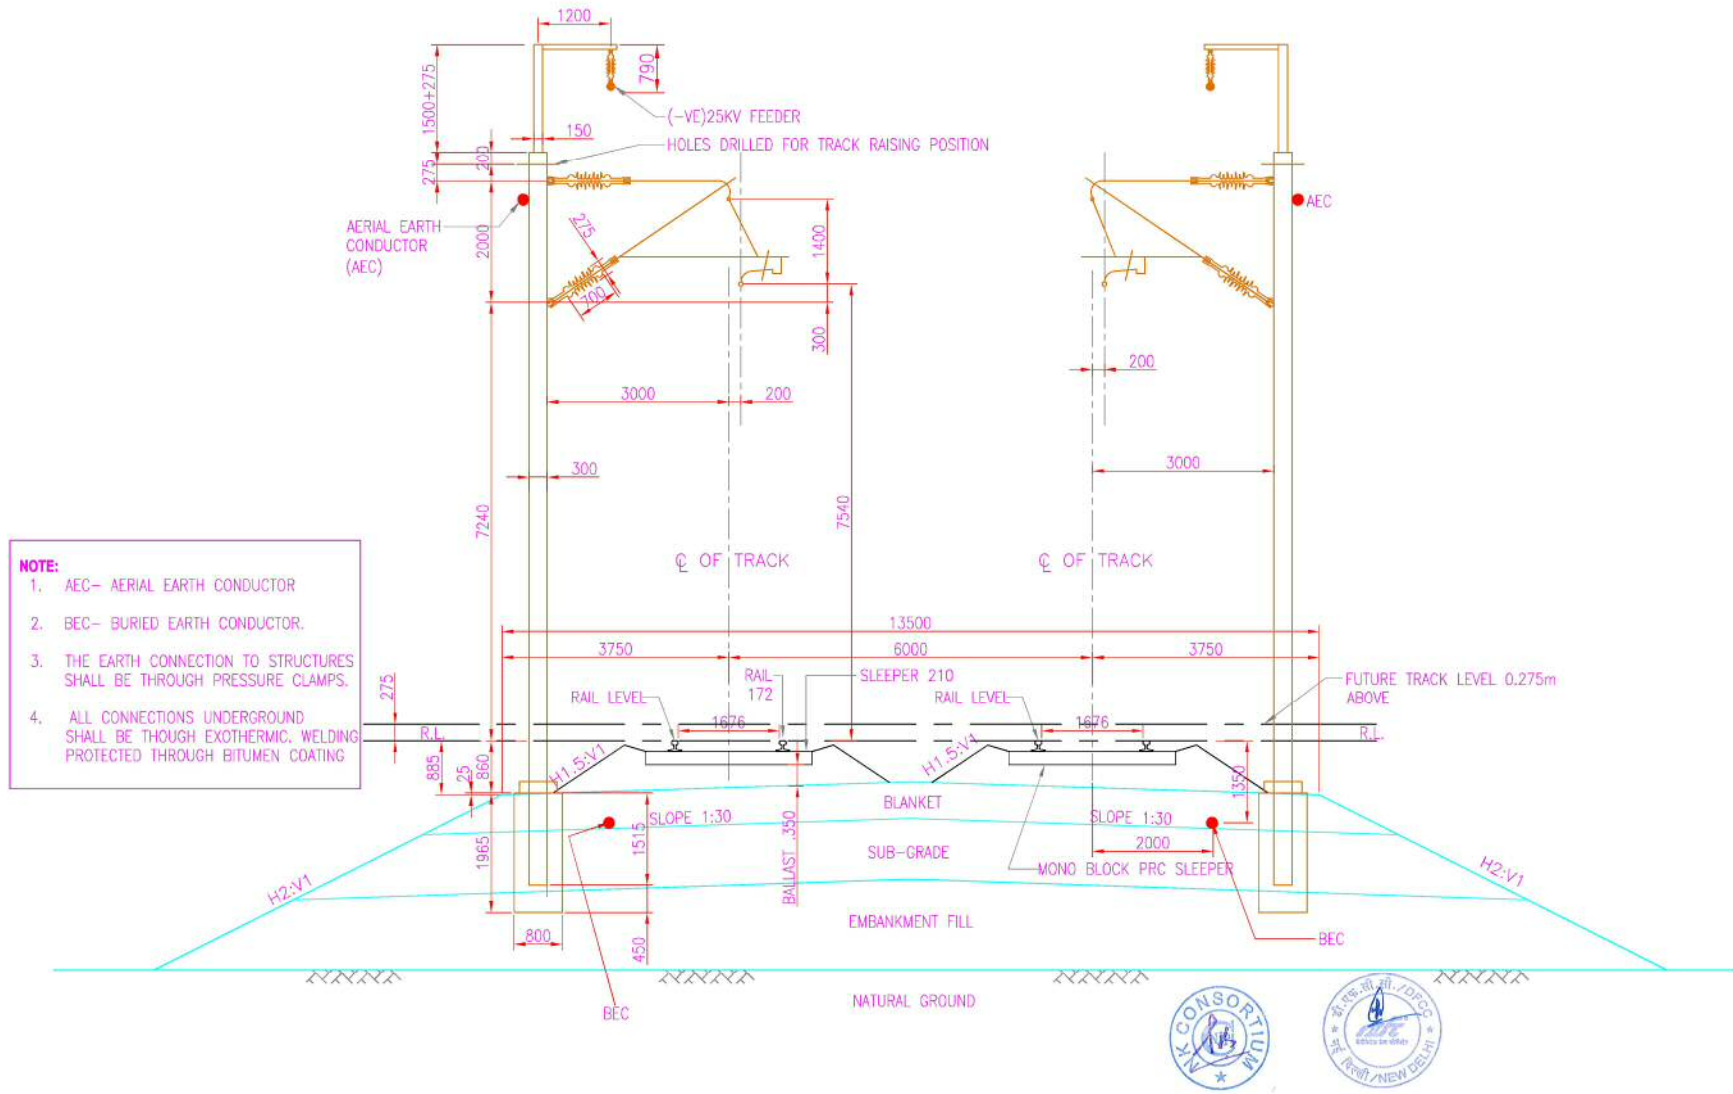 1200
790
1500+275
(-VE)25KV FEEDER
150
HOLES DRILLED FOR TRACK RAISING POSITION
200
275
AERIAL EARTH
CONDUCTOR
(AEC)
AEC
2000
275
700
1400
300
200
3000
200
300
3000
7240
7540
℄ OF TRACK
℄ OF TRACK
NOTE:
1. AEC- AERIAL EARTH CONDUCTOR
2. BEC- BURIED EARTH CONDUCTOR.
3. THE EARTH CONNECTION TO STRUCTURES
SHALL BE THROUGH PRESSURE CLAMPS.
4. ALL CONNECTIONS UNDERGROUND
SHALL BE THOUGH EXOTHERMIC. WELDING
PROTECTED THROUGH BITUMEN COATING
13500
3750
6000
3750
275
RAIL LEVEL
RAIL
172
SLEEPER 210
RAIL LEVEL
FUTURE TRACK LEVEL 0.275m
ABOVE
R.L.
1676
1676
R.L.
885
25
860
H1.5:V1
H1.5:V1
1350
BLANKET
SLOPE 1:30
SLOPE 1:30
1965
1515
BALLAST .350
SUB-GRADE
2000
MONO BLOCK PRC SLEEPER
H2:V1
H2:V1
EMBANKMENT FILL
800
450
BEC
BEC
NATURAL GROUND
NK CONSORTIUM
डी.एफ.सी.सी./DFCC
नई दिल्ली/NEW DELHI